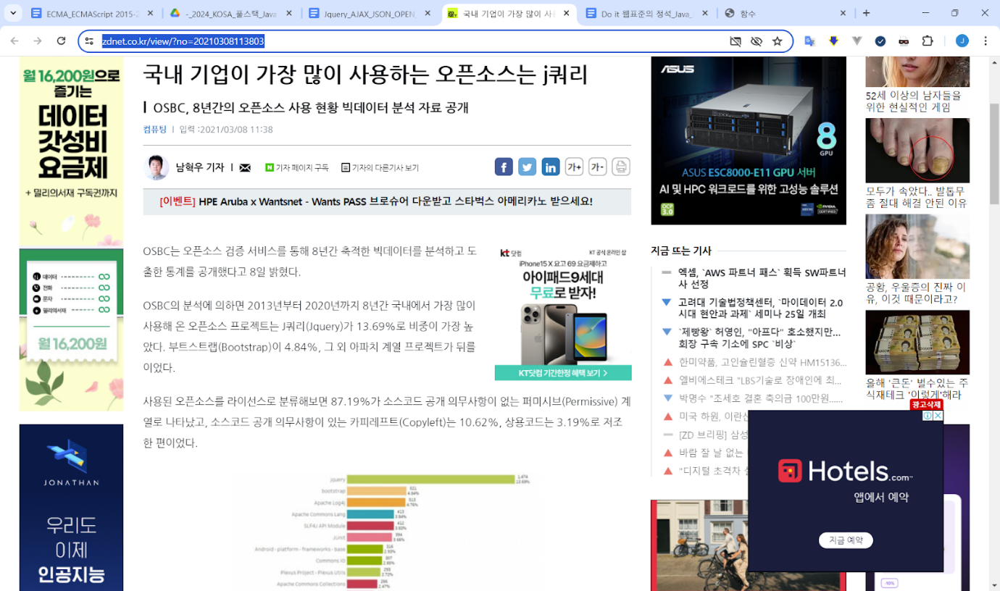 ECMA_ECMAScript 2015-2
-_2024_KOSA_풀스택_Java
Jquery_AJAX_JSON_OPEN_
국내 기업이 가장 많이 사용
Do it 웹표준의 정석_Java_
함수
zdnet.co.kr/view/?no=20210308113803
J
월 16,200원으로
즐기는
데이터
갓성비
요금제
+ 밀리의서재 구독권까지
데이터
전화
문자
밀리의서재
월 16,200원
JONATHAN
우리도
이제
인공지능
국내 기업이 가장 많이 사용하는 오픈소스는 j쿼리
OSBC, 8년간의 오픈소스 사용 현황 빅데이터 분석 자료 공개
컴퓨팅 | 입력 :2021/03/08 11:38
남혁우 기자 |
기자 페이지 구독
기자의 다른기사 보기
가+
가-
[이벤트] HPE Aruba x Wantsnet - Wants PASS 브로슈어 다운받고 스타벅스 아메리카노 받으세요!
OSBC는 오픈소스 검증 서비스를 통해 8년간 축적한 빅데이터를 분석하고 도
출한 통계를 공개했다고 8일 밝혔다.
OSBC의 분석에 의하면 2013년부터 2020년까지 8년간 국내에서 가장 많이
사용해 온 오픈소스 프로젝트는 J쿼리(Jquery)가 13.69%로 비중이 가장 높
았다. 부트스트랩(Bootstrap)이 4.84%, 그 외 아파치 계열 프로젝트가 뒤를
이었다.
kt 닷컴
KT 공식 온라인 샵
iPhone15 X 요고 69 요금제하고
아이패드9세대
무료로 받자!
KT닷컴 기간한정 혜택 보기 >
사용된 오픈소스를 라이선스로 분류해보면 87.19%가 소스코드 공개 의무사항이 없는 퍼미시브(Permissive) 계
열로 나타났고, 소스코드 공개 의무사항이 있는 카피레프트(Copyleft)는 10.62%, 상용코드는 3.19%로 저조
한 편이었다.
jquery 1,474 13.69%
bootstrap 521 4.84%
Apache Log4j 513 4.76%
Apache Commons Lang 413 3.84%
SLF4J API Module 412 3.83%
JUnit 394 3.66%
Android - platform - frameworks - base 316 2.93%
Commons IO 307 2.85%
Plexus Project - Plexus Utils 293 2.72%
Apache Commons Collections 266 2.47%
ASUS
8
GPU
ASUS ESC8000-E11 GPU 서버
AI 및 HPC 워크로드를 위한 고성능 솔루션
OCP
3.0
NVIDIA
CERTIFIED
지금 뜨는 기사
엑셈, `AWS 파트너 패스` 획득 SW파트너
사 선정
고려대 기술법정책센터, `마이데이터 2.0
시대 현안과 과제` 세미나 25일 개최
`제빵왕` 허영인, "아프다" 호소했지만...
회장 구속 기소에 SPC `비상`
한미약품, 고인슐린혈증 신약 HM15136...
엘비에스테크 "LBS기술로 장애인에 최...
박명수 "조세호 결혼 축의금 100만원......
미국 하원, 이란산
[ZD 브리핑] 삼성
바람 잘 날 없는
"디지털 초격차
52세 이상의 남자들을
위한 현실적인 게임
모두가 속았다.. 발톱무
좀 절대 해결 안된 이유
공황, 우울증의 진짜 이
유, 이것 때문이라고?
올해 '큰돈' 벌수있는 주
식재테크 '이렇게'해라
광고삭제
Hotels.com™
앱에서 예약
지금 예약
-10%